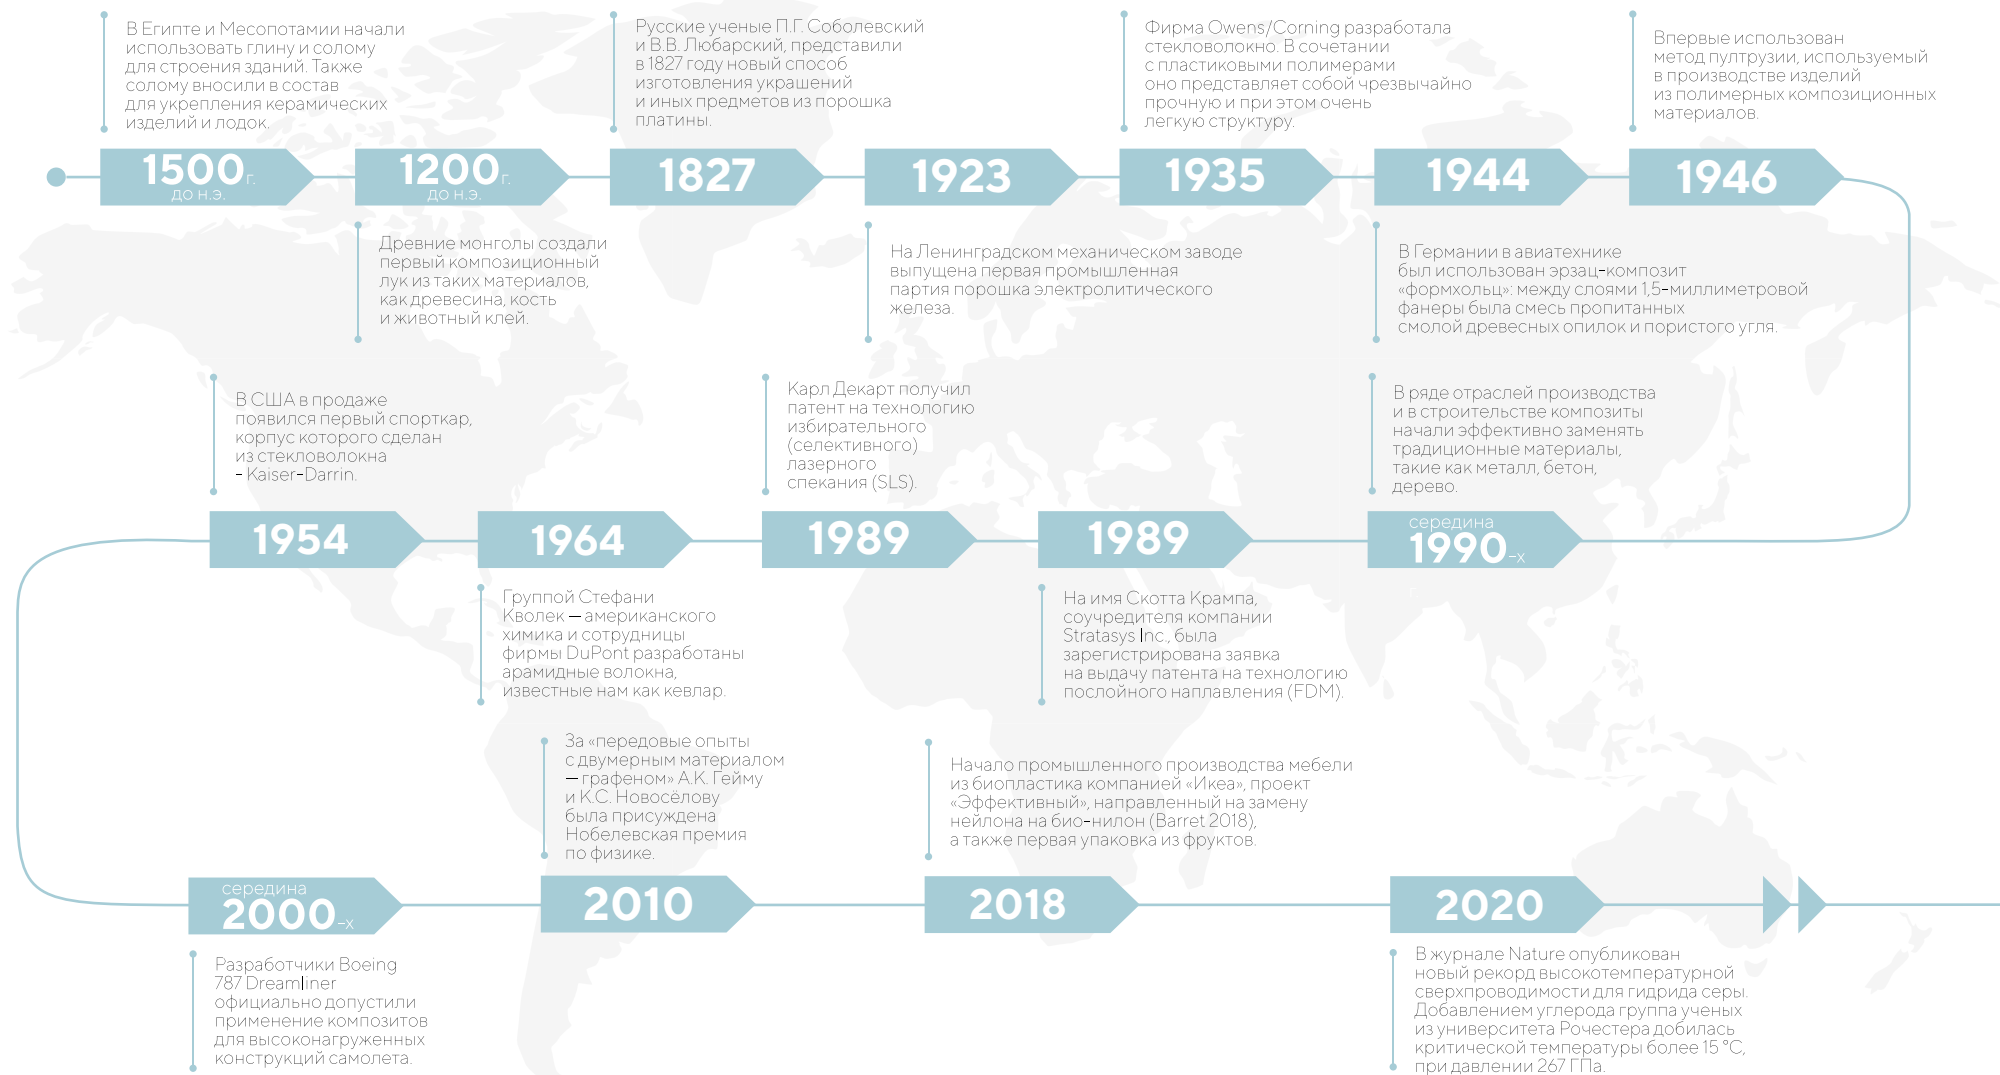 В Египте и Месопотамии начали
использовать глину и солому
для строения зданий. Также
солому вносили в состав
для укрепления керамических
изделий и лодок.
1500 г.
до н.э.
1200 г.
до н.э.
Древние монголы создали
первый композиционный
лук из таких материалов,
как древесина, кость
и животный клей.
Русские ученые П.Г. Соболевский
и В.В. Любарский, представили
в 1827 году новый способ
изготовления украшений
и иных предметов из порошка
платины.
1827
1923
На Ленинградском механическом заводе
выпущена первая промышленная
партия порошка электролитического
железа.
Фирма Owens/Corning разработала
стекловолокно. В сочетании
с пластиковыми полимерами
оно представляет собой чрезвычайно
прочную и при этом очень
легкую структуру.
1935
1944
В Германии в авиатехнике
был использован эрзац-композит
«формхольц»: между слоями 1,5-миллиметровой
фанеры была смесь пропитанных
смолой древесных опилок и пористого угля.
Впервые использован
метод пултрузии, используемый
в производстве изделий
из полимерных композиционных
материалов.
1946
В США в продаже
появился первый спорткар,
корпус которого сделан
из стекловолокна
- Kaiser-Darrin.
1954
1964
Группой Стефани
Кволек — американского
химика и сотрудницы
фирмы DuPont разработаны
арамидные волокна,
известные нам как кевлар.
Карл Декарт получил
патент на технологию
избирательного
(селективного)
лазерного
спекания (SLS).
1989
1989
На имя Скотта Крампа,
соучредителя компании
Stratasys Inc., была
зарегистрирована заявка
на выдачу патента на технологию
послойного наплавления (FDM).
В ряде отраслей производства
и в строительстве композиты
начали эффективно заменять
традиционные материалы,
такие как металл, бетон,
дерево.
середина
1990-х
середина
2000-х
Разработчики Boeing
787 Dreamliner
официально допустили
применение композитов
для высоконагруженных
конструкций самолета.
За «передовые опыты
с двумерным материалом
— графеном» А.К. Гейму
и К.С. Новосёлову
была присуждена
Нобелевская премия
по физике.
2010
Начало промышленного производства мебели
из биопластика компанией «Икеа», проект
«Эффективный», направленный на замену
нейлона на био-нилон (Barret 2018),
а также первая упаковка из фруктов.
2018
2020
В журнале Nature опубликован
новый рекорд высокотемпературной
сверхпроводимости для гидрида серы.
Добавлением углерода группа ученых
из университета Рочестера добилась
критической температуры более 15 °C,
при давлении 267 ГПа.